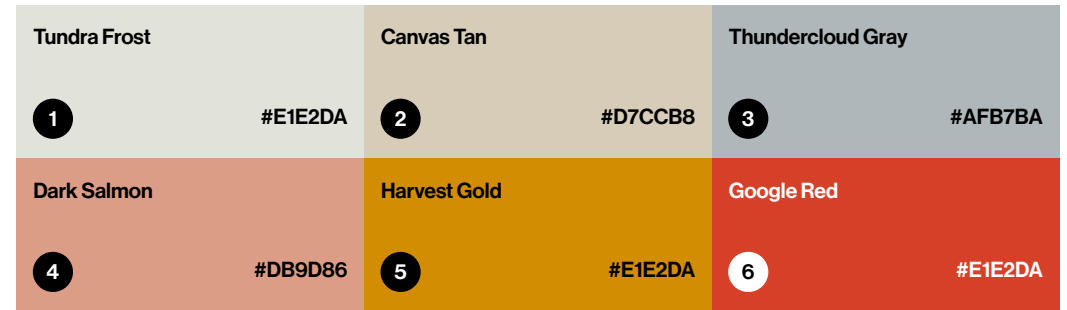 Tundra Frost
Canvas Tan
Thundercloud Gray
1
#E1E2DA
2
#D7CCB8
3
#AFB7BA
Dark Salmon
Harvest Gold
Google Red
4
#DB9D86
5
#E1E2DA
6
#E1E2DA